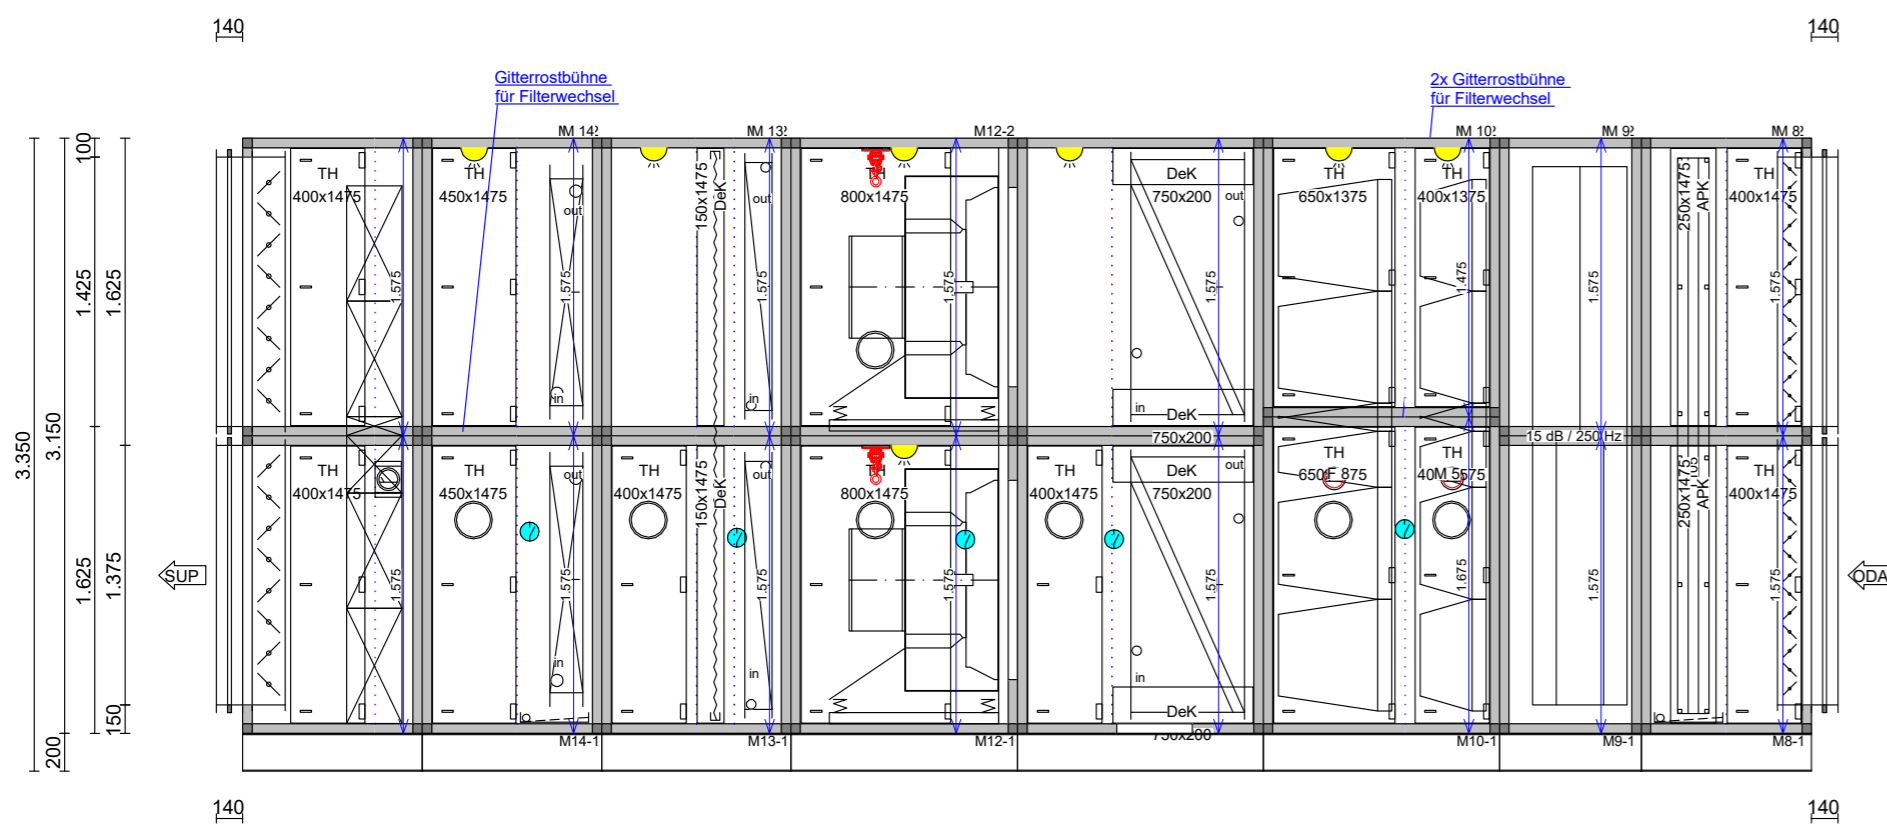 140
140
Gitterrostbühne
für Filterwechsel
2x Gitterrostbühne
für Filterwechsel
M12-2
TH
400x1475
TH
450x1475
out
150x1475
DeK
out
TH
800x1475
DeK
750x200
out
TH
650x1375
TH
400x1375
250x1475
APK
TH
400x1475
100
1.425
1.625
3.150
3.350
1.575
1.575
1.575
1.575
1.575
1.475
1.575
1.575
in
in
in
DeK
750x200
15 dB / 250 Hz
TH
400x1475
TH
450x1475
out
TH
400x1475
150x1475
DeK
out
TH
800x1475
TH
400x1475
DeK
750x200
out
TH
TH
250x1475
APK
TH
400x1475
SUP
ODA
1.625
1.375
150
200
1.575
1.575
1.575
1.575
1.575
1.675
1.575
1.575
in
in
in
DeK
750x200
M14-1
M13-1
M12-1
M10-1
M9-1
M8-1
140
140